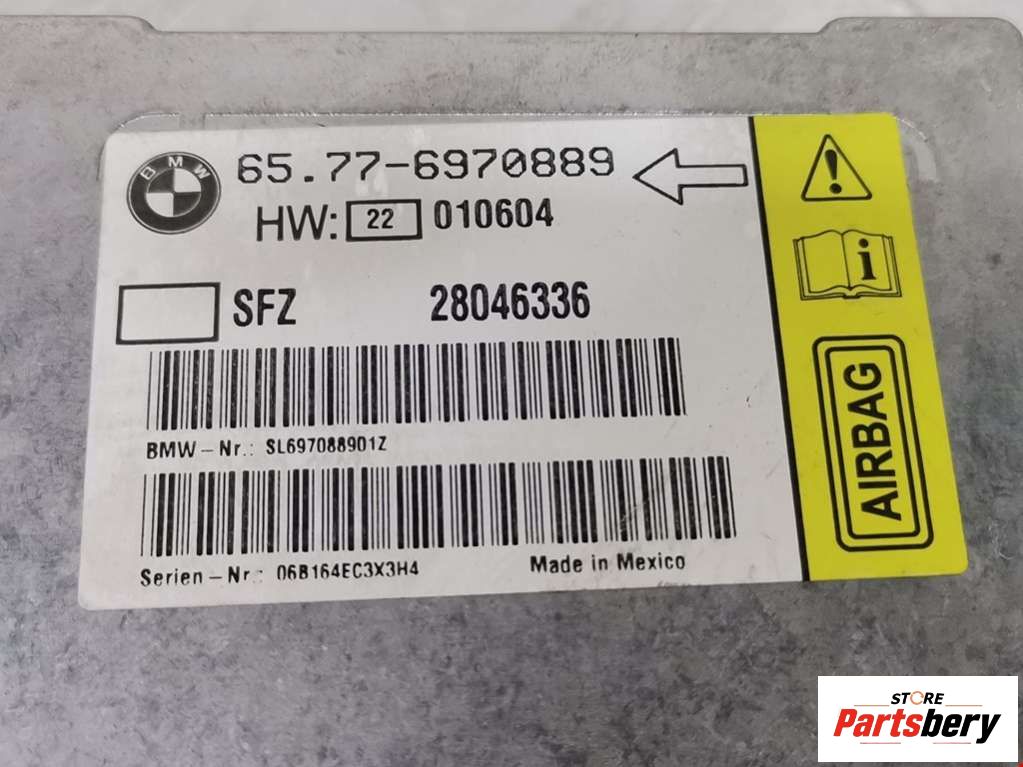 BMW
65.77-6970889
HW: 22 010604
SFZ 28046336
BMW-Nr.: SL697088901Z
Serien-Nr.: 06B164EC3X3H4 Made in Mexico
i
AIRBAG
STORE
Partsbery